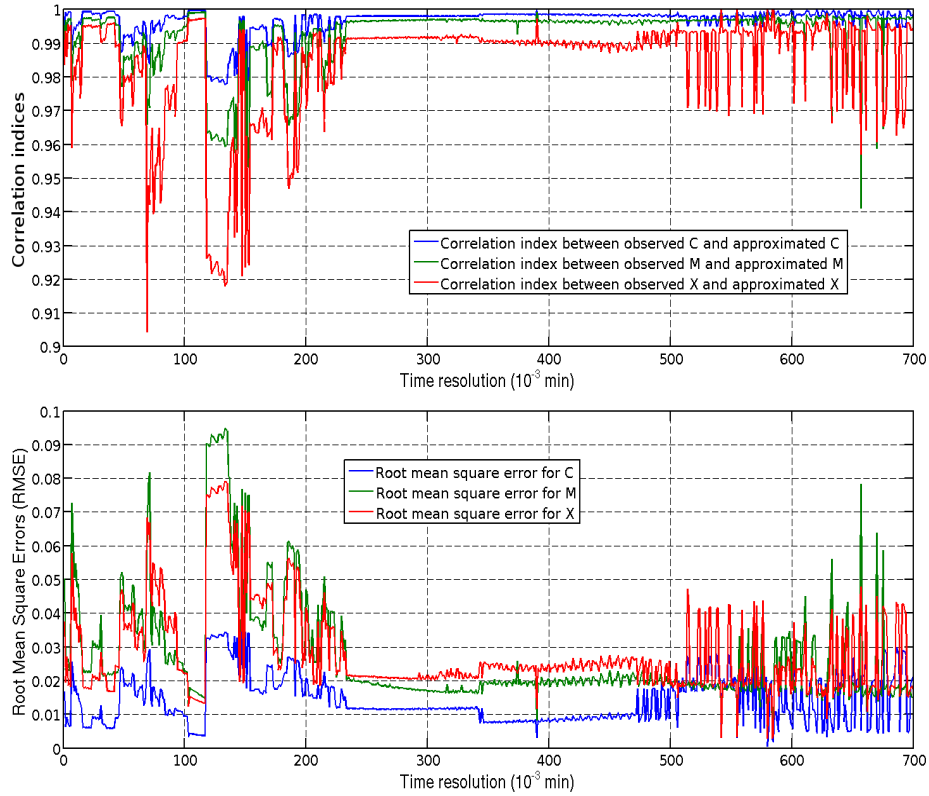 Correlation indices
1
0.99
0.98
0.97
0.96
0.95
0.94
0.93
0.92
0.91
0.9
Correlation index between observed C and approximated C
Correlation index between observed M and approximated M
Correlation index between observed X and approximated X
0 100 200 300 400 500 600 700
Time resolution (10⁻³ min)
Root Mean Square Errors (RMSE)
0.1
0.09
0.08
0.07
0.06
0.05
0.04
0.03
0.02
0.01
0
Root mean square error for C
Root mean square error for M
Root mean square error for X
0 100 200 300 400 500 600 700
Time resolution (10⁻³ min)